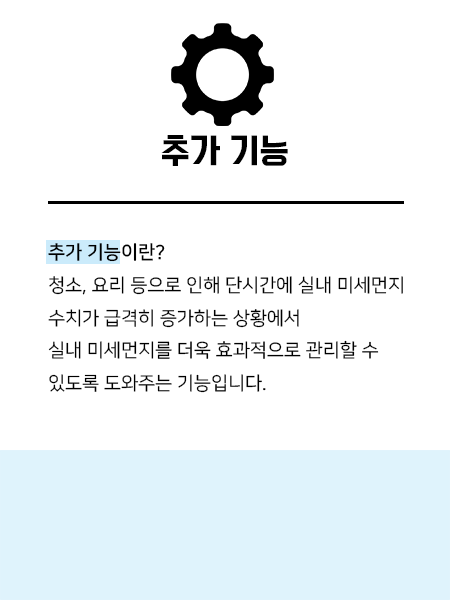 추가 기능
추가 기능이란?
청소, 요리 등으로 인해 단시간에 실내 미세먼지
수치가 급격히 증가하는 상황에서
실내 미세먼지를 더욱 효과적으로 관리할 수
있도록 도와주는 기능입니다.